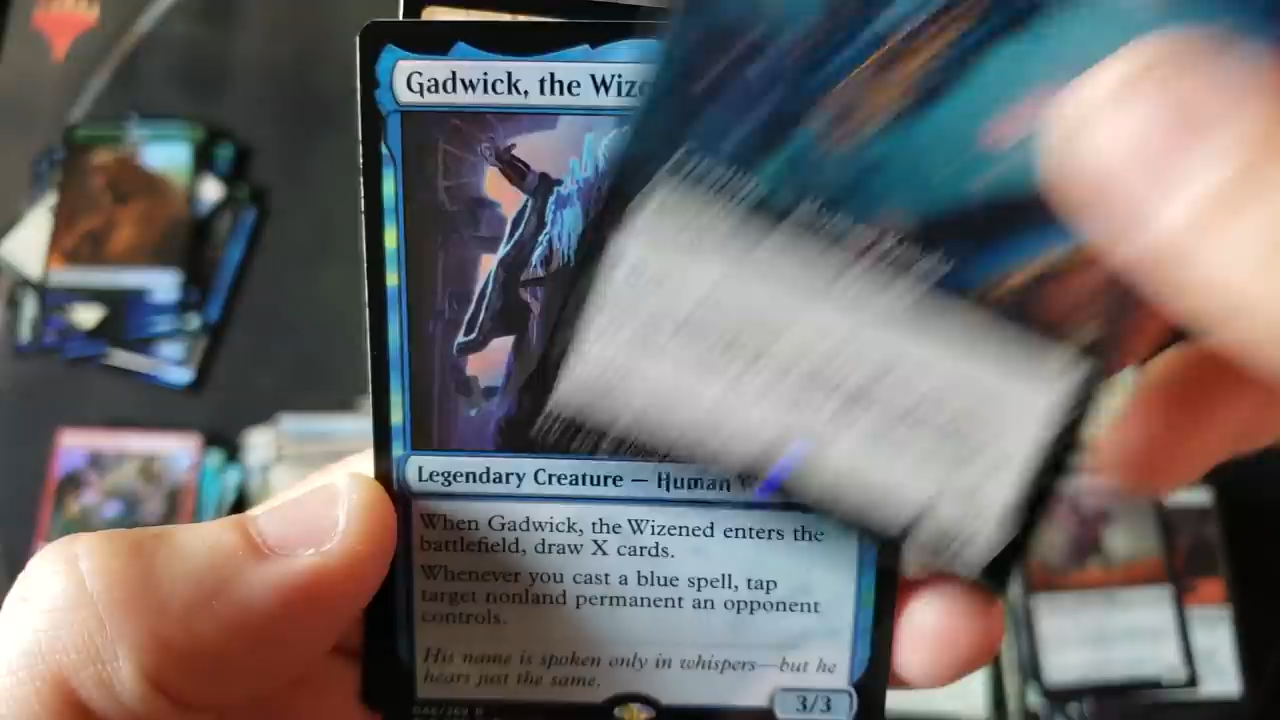 Gadwick, the Wiz
Legendary Creature — Human
When Gadwick, the Wizened enters the
battlefield, draw X cards.
Whenever you cast a blue spell, tap
target nonland permanent an opponent
controls.
His name is spoken only in whispers—but he
hears just the same.
3/3